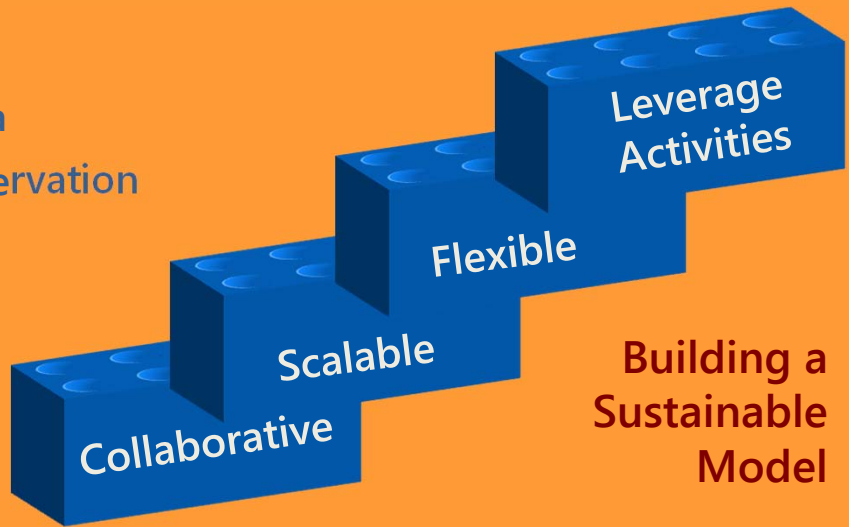 Leverage
Activities
Flexible
Scalable
Collaborative
Building a
Sustainable
Model